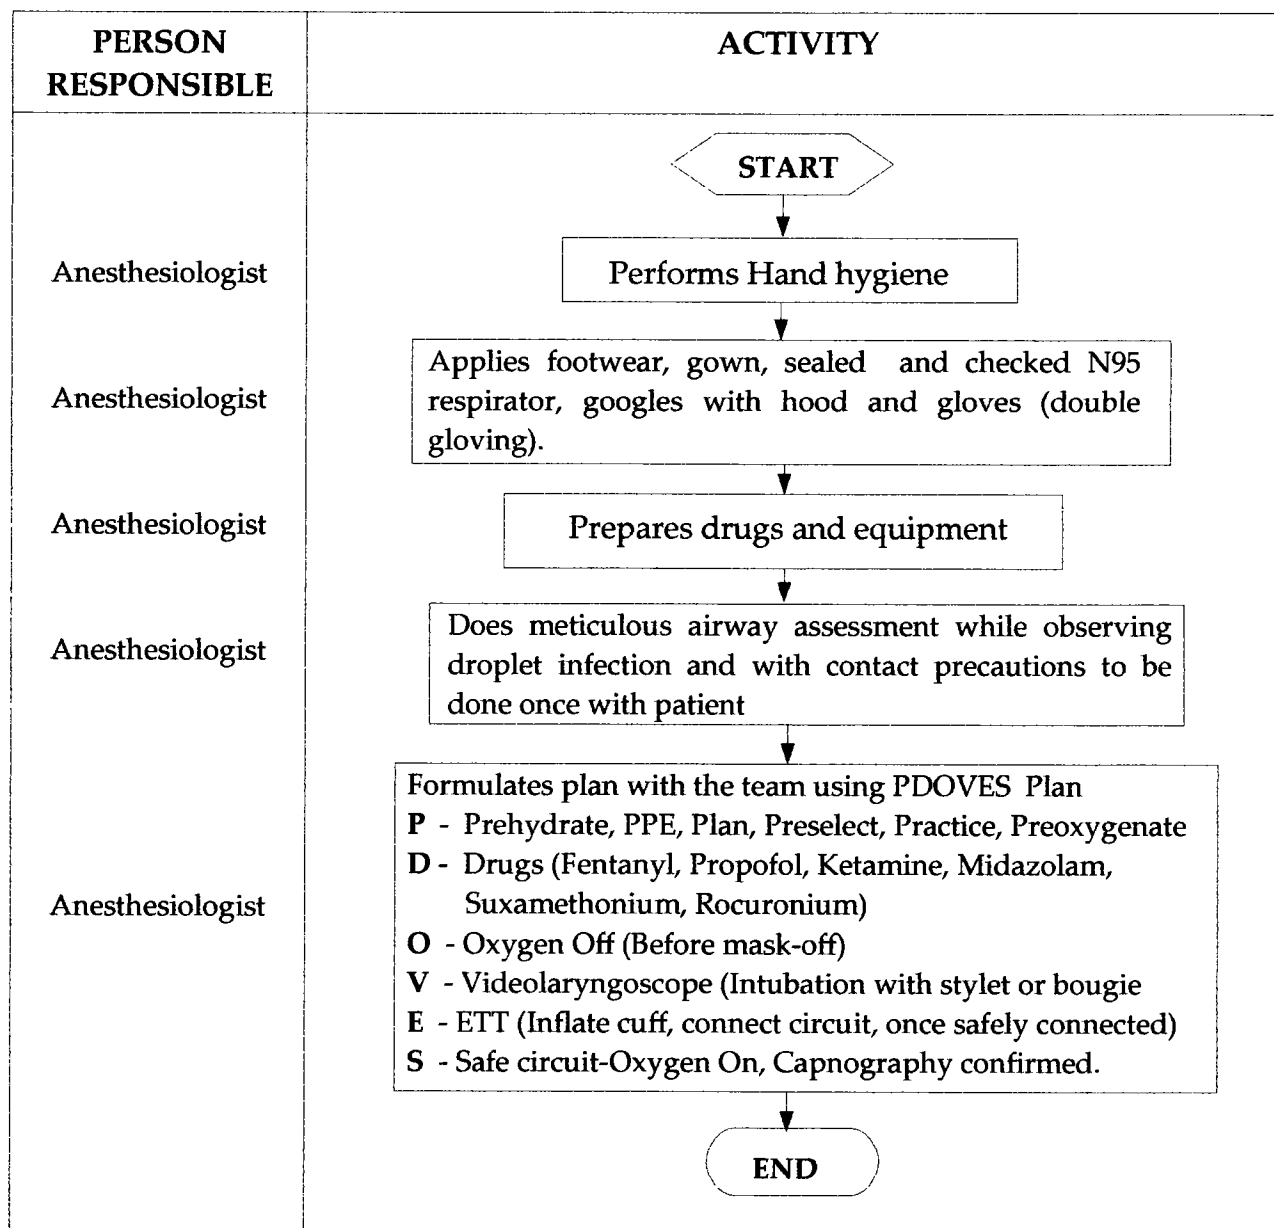 PERSON
RESPONSIBLE
ACTIVITY
START
Anesthesiologist
Performs Hand hygiene
Anesthesiologist
Applies footwear, gown, sealed and checked N95
respirator, googles with hood and gloves (double
gloving).
Anesthesiologist
Prepares drugs and equipment
Anesthesiologist
Does meticulous airway assessment while observing
droplet infection and with contact precautions to be
done once with patient
Anesthesiologist
Formulates plan with the team using PDOVES Plan
P - Prehydrate, PPE, Plan, Preselect, Practice, Preoxygenate
D - Drugs (Fentanyl, Propofol, Ketamine, Midazolam,
Suxamethonium, Rocuronium)
O - Oxygen Off (Before mask-off)
V - Videolaryngoscope (Intubation with stylet or bougie
E - ETT (Inflate cuff, connect circuit, once safely connected)
S - Safe circuit-Oxygen On, Capnography confirmed.
END